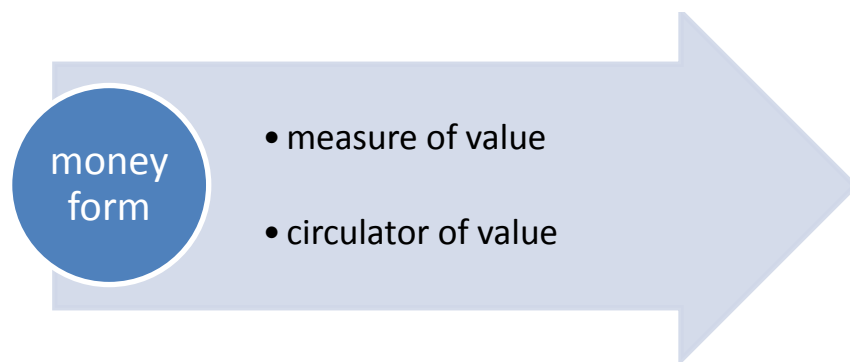 money
form
• measure of value
• circulator of value